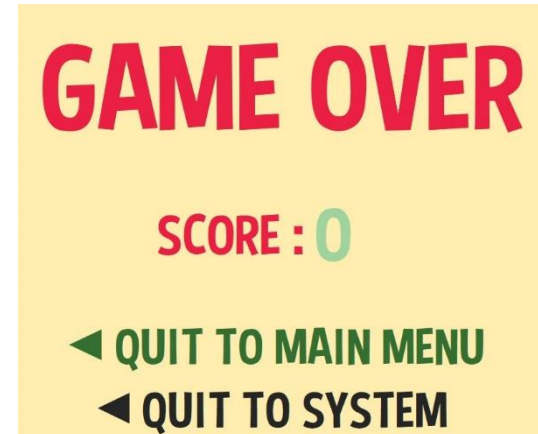 GAME OVER
SCORE : 0
◄ QUIT TO MAIN MENU
◄ QUIT TO SYSTEM